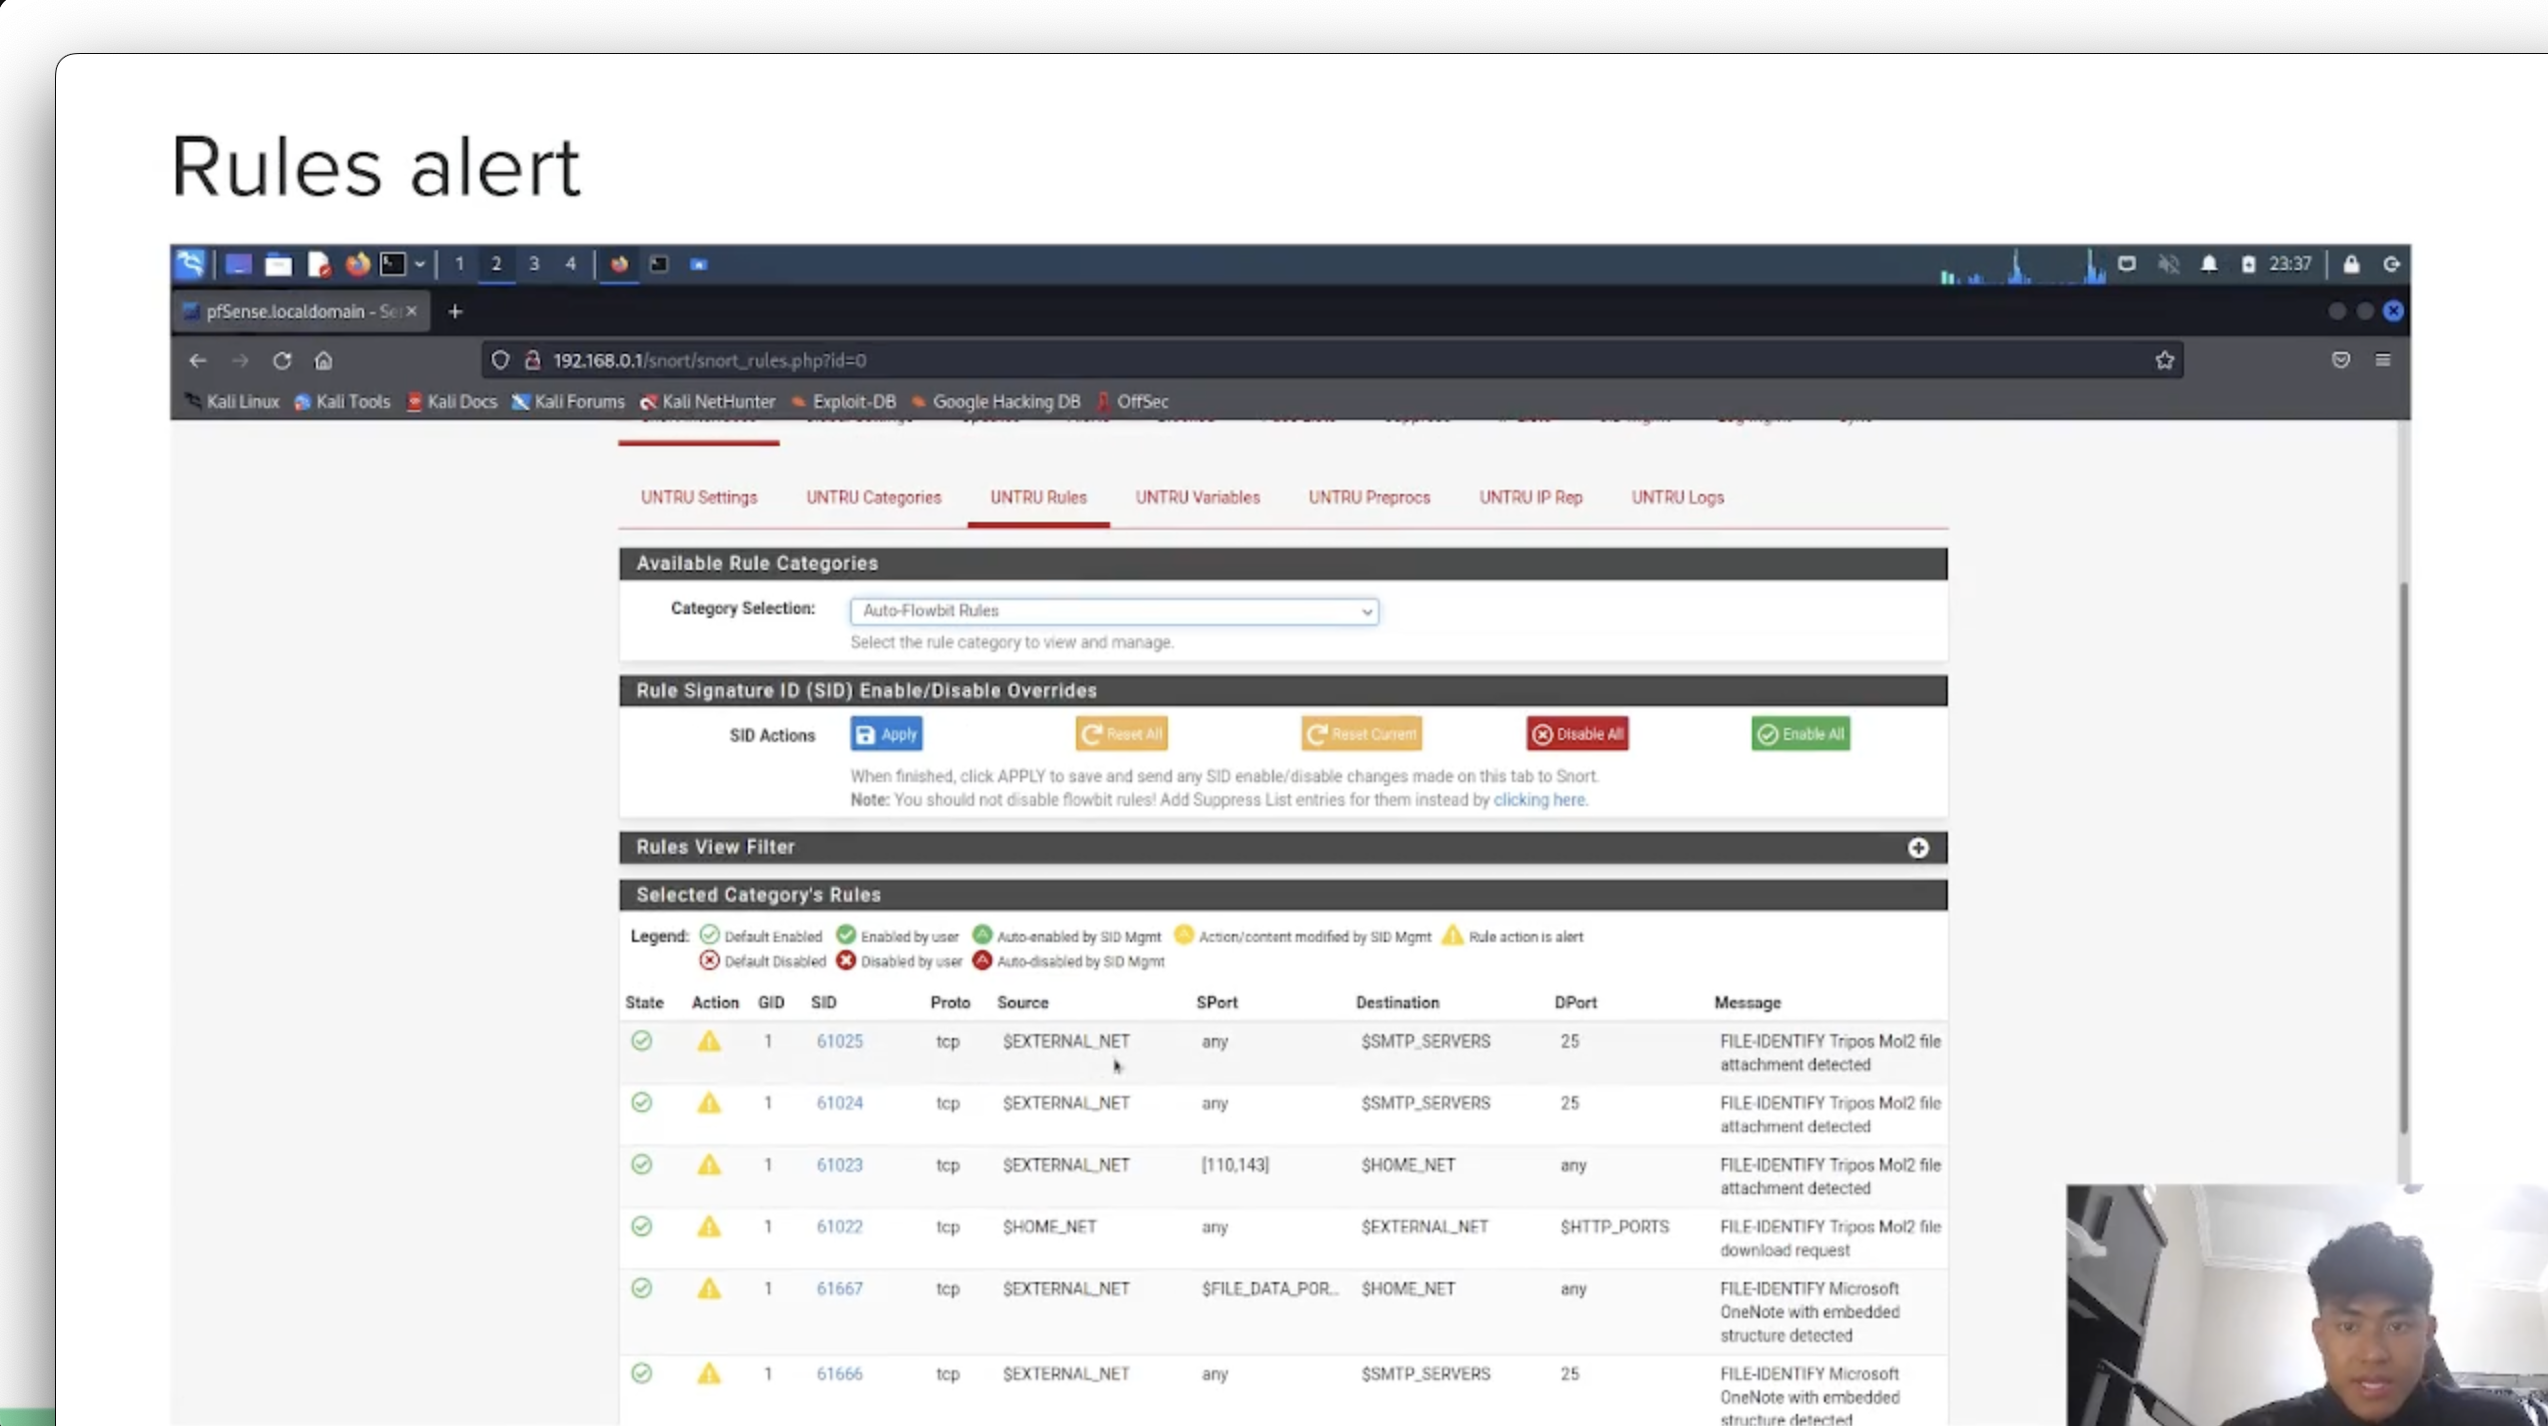 Rules alert
1 2 3 4 23:37
pfSense.localdomain - Se
192.168.0.1/snort/snort_rules.php?id=0
Kali Linux Kali Tools Kali Docs Kali Forums Kali NetHunter Exploit-DB Google Hacking DB OffSec
UNTRU Settings UNTRU Categories UNTRU Rules UNTRU Variables UNTRU Preprocs UNTRU IP Rep UNTRU Logs
Available Rule Categories
Category Selection: Auto-Flowbit Rules
Select the rule category to view and manage.
Rule Signature ID (SID) Enable/Disable Overrides
SID Actions Apply Reset All Reset Current Disable All Enable All
When finished, click APPLY to save and send any SID enable/disable changes made on this tab to Snort.
Note: You should not disable flowbit rules! Add Suppress List entries for them instead by clicking here.
Rules View Filter
Selected Category's Rules
Legend: Default Enabled Enabled by user Auto-enabled by SID Mgmt Action/content modified by SID Mgmt Rule action is alert
Default Disabled Disabled by user Auto-disabled by SID Mgmt
State Action GID SID Proto Source SPort Destination DPort Message
1 61025 tcp $EXTERNAL_NET any $SMTP_SERVERS 25 FILE-IDENTIFY Tripos Mol2 file
attachment detected
1 61024 tcp $EXTERNAL_NET any $SMTP_SERVERS 25 FILE-IDENTIFY Tripos Mol2 file
attachment detected
1 61023 tcp $EXTERNAL_NET [110,143] $HOME_NET any FILE-IDENTIFY Tripos Mol2 file
attachment detected
1 61022 tcp $HOME_NET any $EXTERNAL_NET $HTTP_PORTS FILE-IDENTIFY Tripos Mol2 file
download request
1 61667 tcp $EXTERNAL_NET $FILE_DATA_POR... $HOME_NET any FILE-IDENTIFY Microsoft
OneNote with embedded
structure detected
1 61666 tcp $EXTERNAL_NET any $SMTP_SERVERS 25 FILE-IDENTIFY Microsoft
OneNote with embedded
structure detected